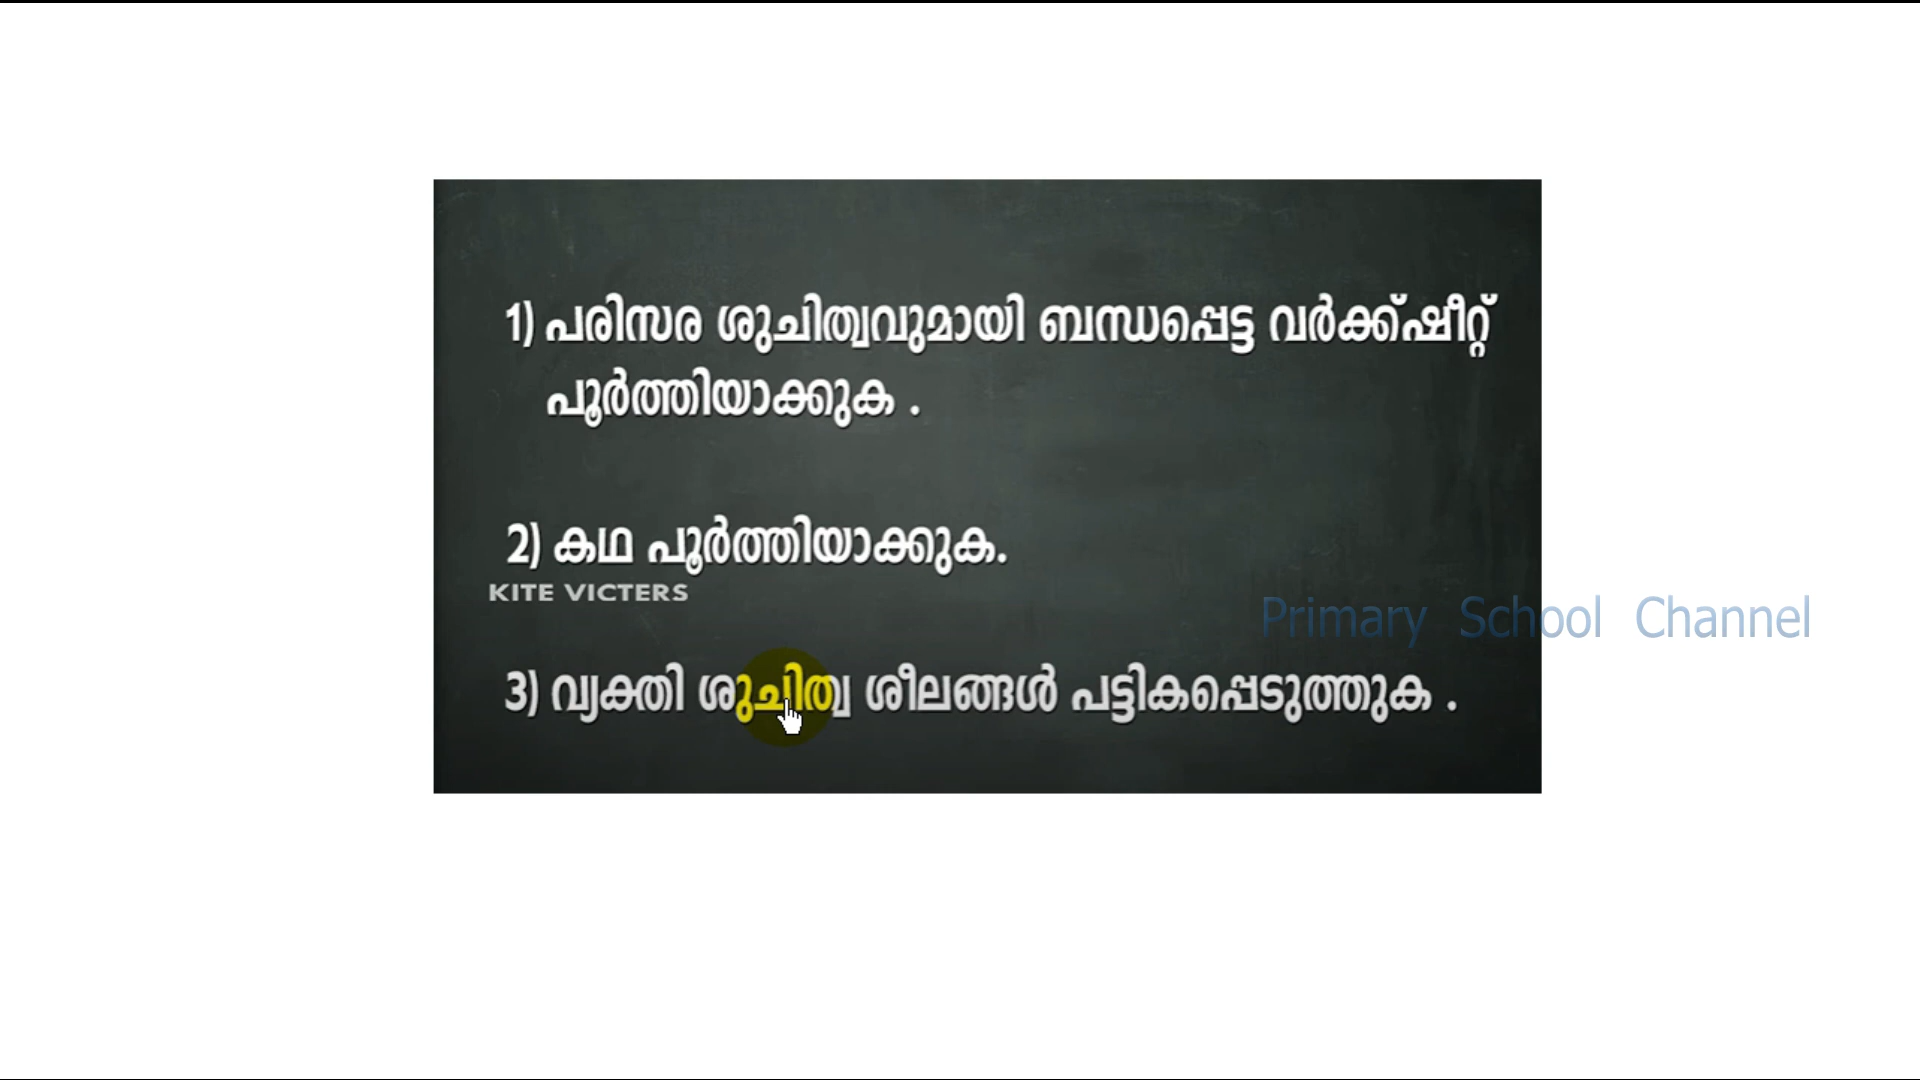 1) പരിസര ശുചിത്വവുമായി ബന്ധപ്പെട്ട വർക്ക്ഷീറ്റ്
പൂർത്തിയാക്കുക .
2) കഥ പൂർത്തിയാക്കുക.
KITE VICTERS
Primary School Channel
3) വ്യക്തി ശുചിത്വ ശീലങ്ങൾ പട്ടികപ്പെടുത്തുക .